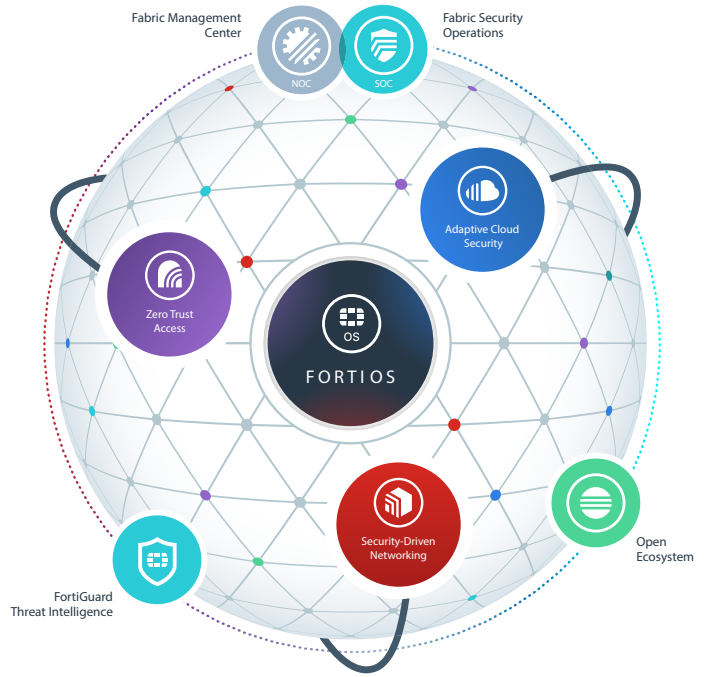 Fabric Management
Center
NOC
SOC
Fabric Security
Operations
Adaptive Cloud
Security
Zero Trust
Access
OS
FORTIOS
Security-Driven
Networking
Open
Ecosystem
FortiGuard
Threat Intelligence